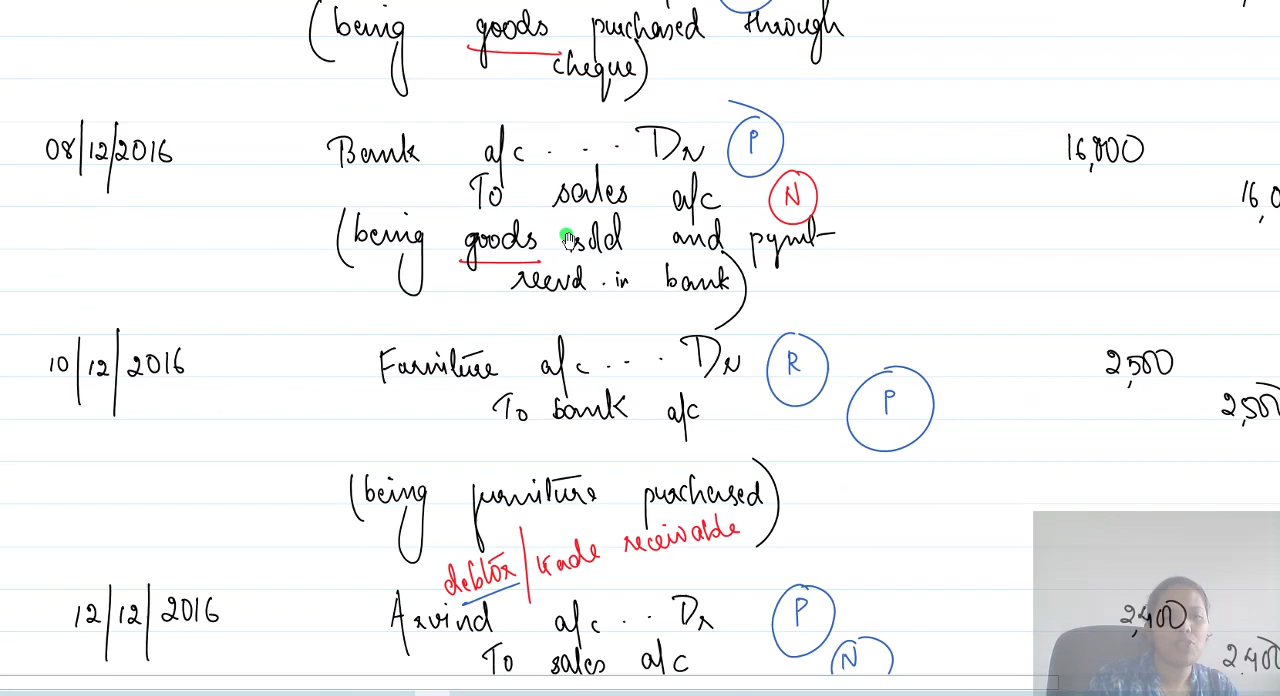 (being goods purchased through
cheque)
08/12/2016 Bank a/c ... Dr P 16,000
To sales a/c N 16,0
(being goods sold and pymt
recvd. in bank)
10/12/2016 Furniture a/c ... Dr R 2,500
To bank a/c P 2,500
(being furniture purchased)
debtor/trade receivable
12/12/2016 Arvind a/c ... Dr P 2,400
To sales a/c N 2,400